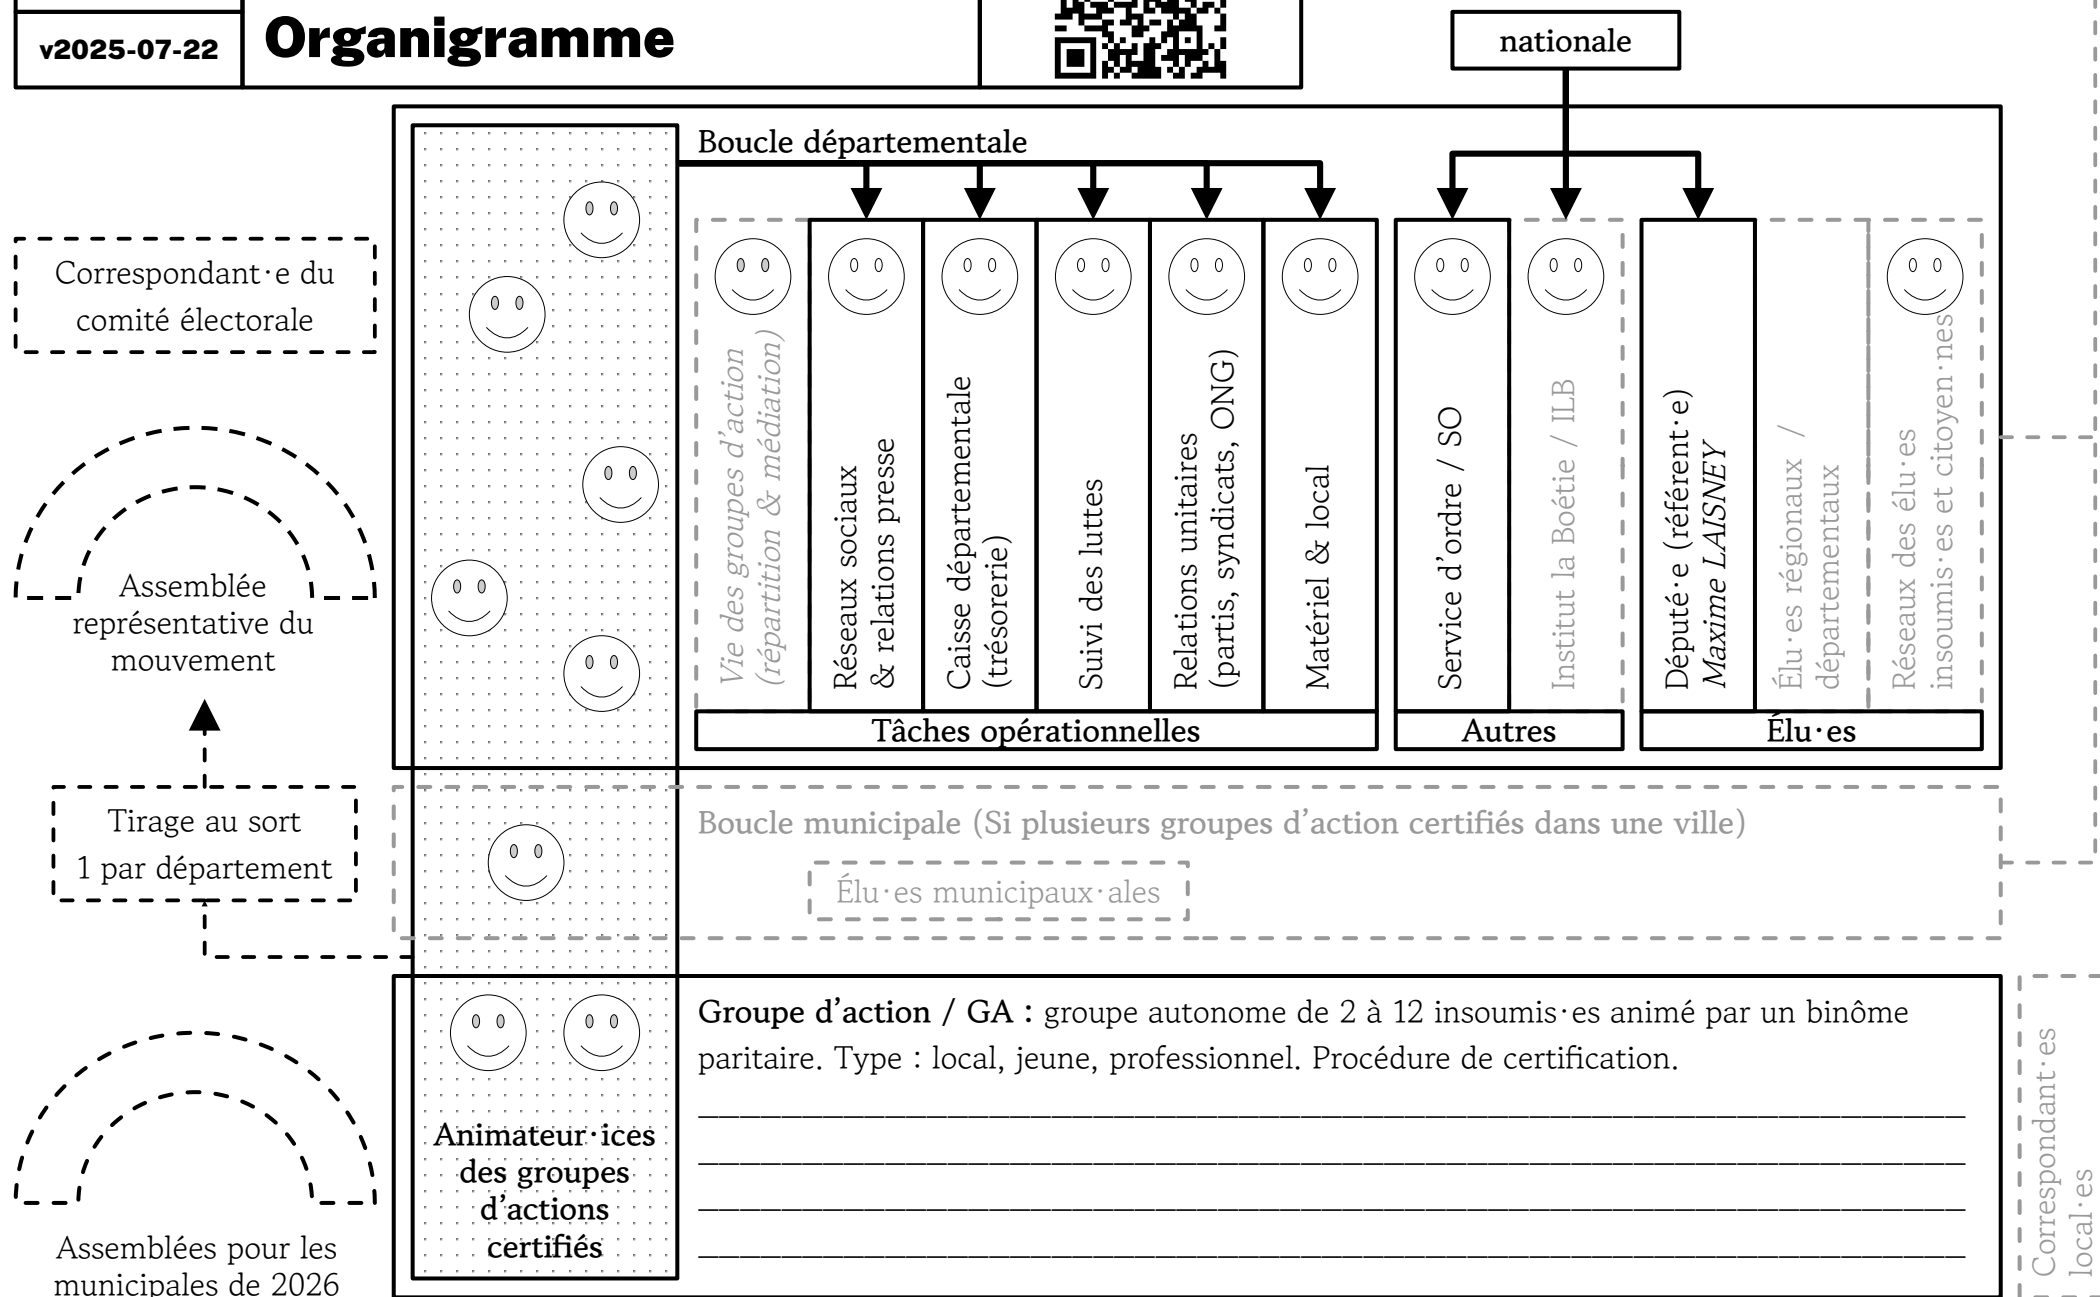 v2025-07-22
Organigramme
nationale
Boucle départementale
Correspondant·e du
comité électorale
Assemblée
représentative du
mouvement
Tirage au sort
1 par département
Vie des groupes d’action
(répartition & médiation)
Réseaux sociaux
& relations presse
Caisse départementale
(trésorerie)
Suivi des luttes
Relations unitaires
(partis, syndicats, ONG)
Matériel & local
Tâches opérationnelles
Service d’ordre / SO
Institut la Boétie / ILB
Autres
Député·e (référent·e)
Maxime LAISNEY
Élu·es régionaux /
départementaux
Réseaux des élu·es
insoumis·es et citoyen·nes
Élu·es
Boucle municipale (Si plusieurs groupes d’action certifiés dans une ville)
Élu·es municipaux·ales
Groupe d’action / GA : groupe autonome de 2 à 12 insoumis·es animé par un binôme
paritaire. Type : local, jeune, professionnel. Procédure de certification.
Animateur·ices
des groupes
d’actions
certifiés
Assemblées pour les
municipales de 2026
Correspondant·es
local·es